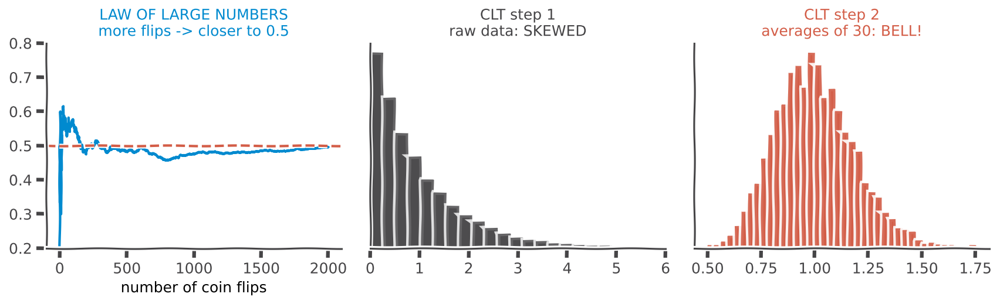 LAW OF LARGE NUMBERS
more flips -> closer to 0.5
0.8
0.7
0.6
0.5
0.4
0.3
0.2
0 500 1000 1500 2000
number of coin flips
CLT step 1
raw data: SKEWED
0 1 2 3 4 5 6
CLT step 2
averages of 30: BELL!
0.50 0.75 1.00 1.25 1.50 1.75